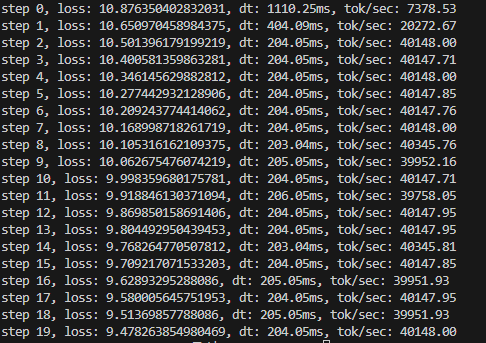 step 0, loss: 10.876350402832031, dt: 1110.25ms, tok/sec: 7378.53
step 1, loss: 10.650970458984375, dt: 404.09ms, tok/sec: 20272.67
step 2, loss: 10.501396179199219, dt: 204.05ms, tok/sec: 40148.00
step 3, loss: 10.400581359863281, dt: 204.05ms, tok/sec: 40147.71
step 4, loss: 10.346145629882812, dt: 204.05ms, tok/sec: 40148.00
step 5, loss: 10.277442932128906, dt: 204.05ms, tok/sec: 40147.85
step 6, loss: 10.209243774414062, dt: 204.05ms, tok/sec: 40147.76
step 7, loss: 10.168998718261719, dt: 204.05ms, tok/sec: 40148.00
step 8, loss: 10.105316162109375, dt: 203.04ms, tok/sec: 40345.76
step 9, loss: 10.062675476074219, dt: 205.05ms, tok/sec: 39952.16
step 10, loss: 9.998359680175781, dt: 204.05ms, tok/sec: 40147.71
step 11, loss: 9.918846130371094, dt: 206.05ms, tok/sec: 39758.05
step 12, loss: 9.869850158691406, dt: 204.05ms, tok/sec: 40147.95
step 13, loss: 9.804492950439453, dt: 204.05ms, tok/sec: 40147.95
step 14, loss: 9.768264770507812, dt: 203.04ms, tok/sec: 40345.81
step 15, loss: 9.709217071533203, dt: 204.05ms, tok/sec: 40147.85
step 16, loss: 9.62893295288086, dt: 205.05ms, tok/sec: 39951.93
step 17, loss: 9.580005645751953, dt: 204.05ms, tok/sec: 40147.95
step 18, loss: 9.51369857788086, dt: 205.05ms, tok/sec: 39951.93
step 19, loss: 9.478263854980469, dt: 204.05ms, tok/sec: 40148.00